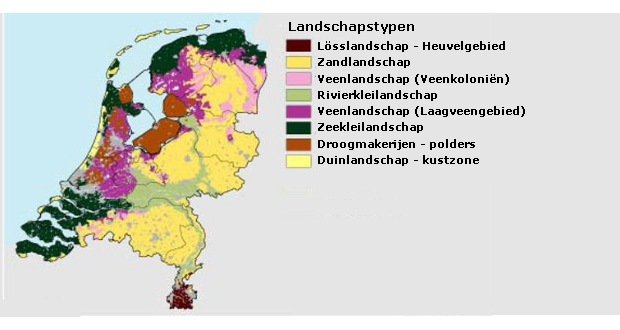 Landschapstypen
Lösslandschap - Heuvelgebied
Zandlandschap
Veenlandschap (Veenkoloniën)
Rivierkleilandschap
Veenlandschap (Laagveengebied)
Zeekleilandschap
Droogmakerijen - polders
Duinlandschap - kustzone